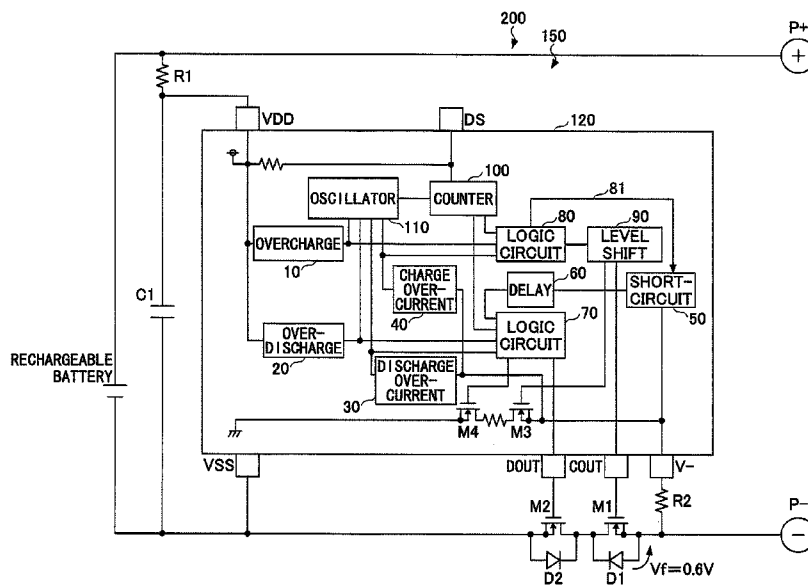 200
150
P+
+
R1
VDD
DS
120
100
81
OSCILLATOR
COUNTER
80
90
110
LOGIC
CIRCUIT
LEVEL
SHIFT
OVERCHARGE
10
CHARGE
OVER-
CURRENT
60
DELAY
SHORT-
CIRCUIT
C1
40
70
50
LOGIC
CIRCUIT
OVER-
DISCHARGE
20
RECHARGEABLE
BATTERY
DISCHARGE
OVER-
CURRENT
30
M4
M3
VSS
DOUT
COUT
V-
M2
M1
R2
P-
−
D2
D1
Vf=0.6V